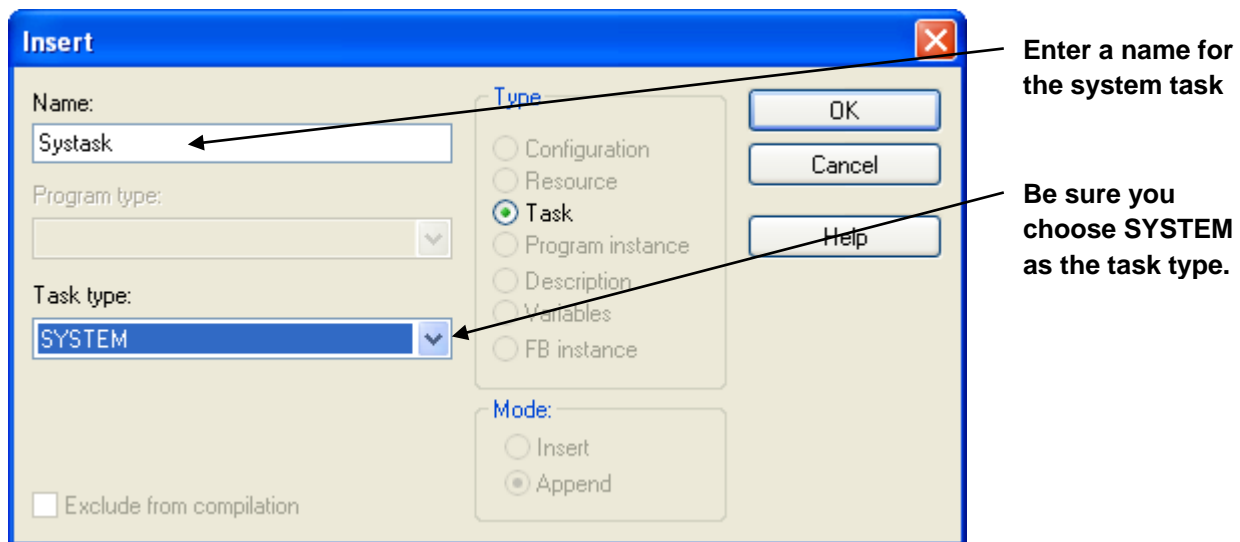 Insert
Name:
Systask
Program type:
Task type:
SYSTEM
Exclude from compilation
Type
Configuration
Resource
Task
Program instance
Description
Variables
FB instance
Mode:
Insert
Append
OK
Cancel
Help
Enter a name for
the system task
Be sure you
choose SYSTEM
as the task type.